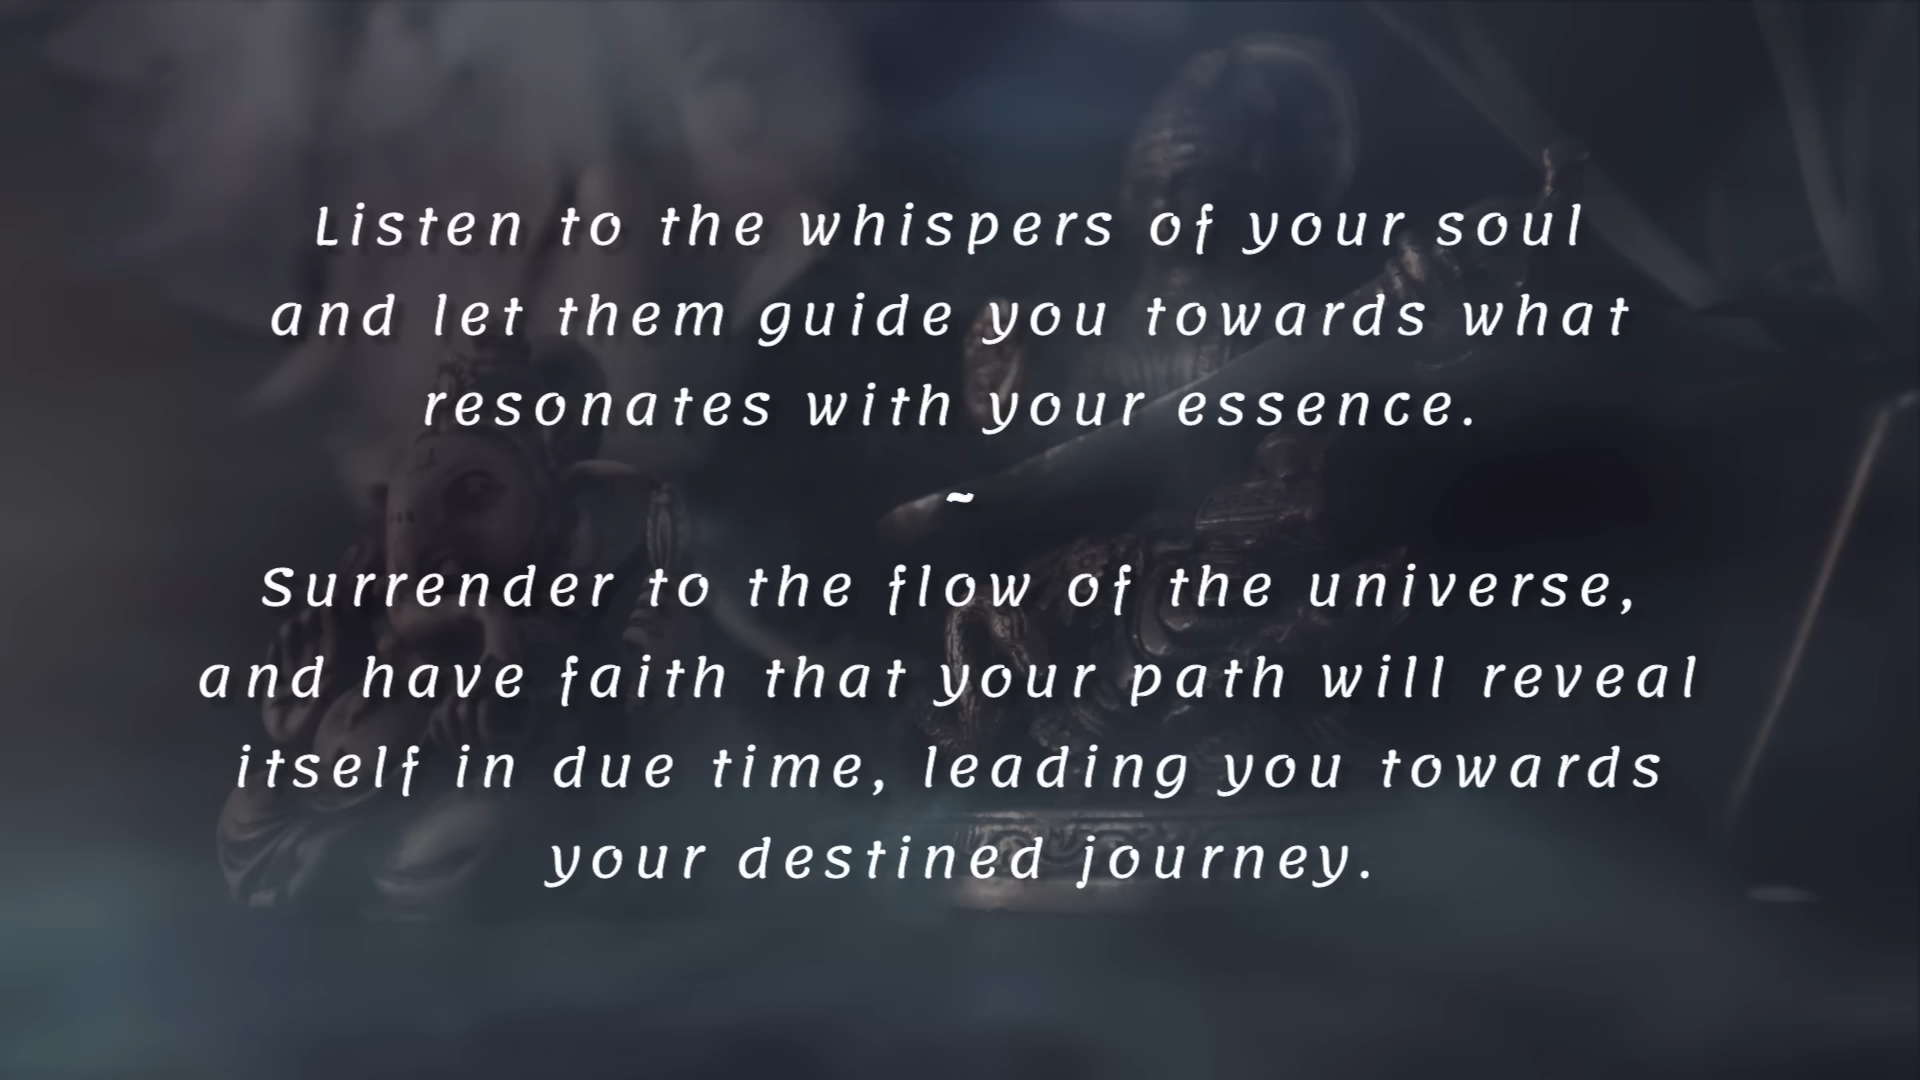 Listen to the whispers of your soul
and let them guide you towards what
resonates with your essence.
~
Surrender to the flow of the universe,
and have faith that your path will reveal
itself in due time, leading you towards
your destined journey.